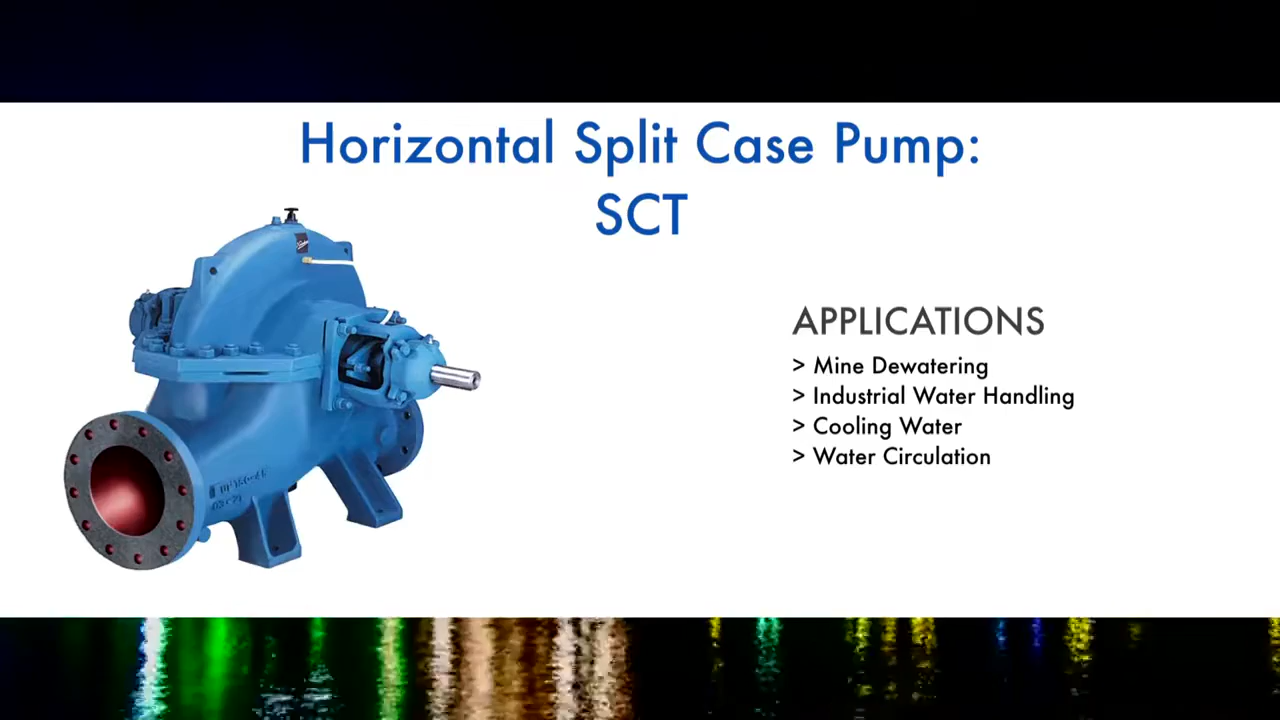 Horizontal Split Case Pump:
SCT
APPLICATIONS
> Mine Dewatering
> Industrial Water Handling
> Cooling Water
> Water Circulation